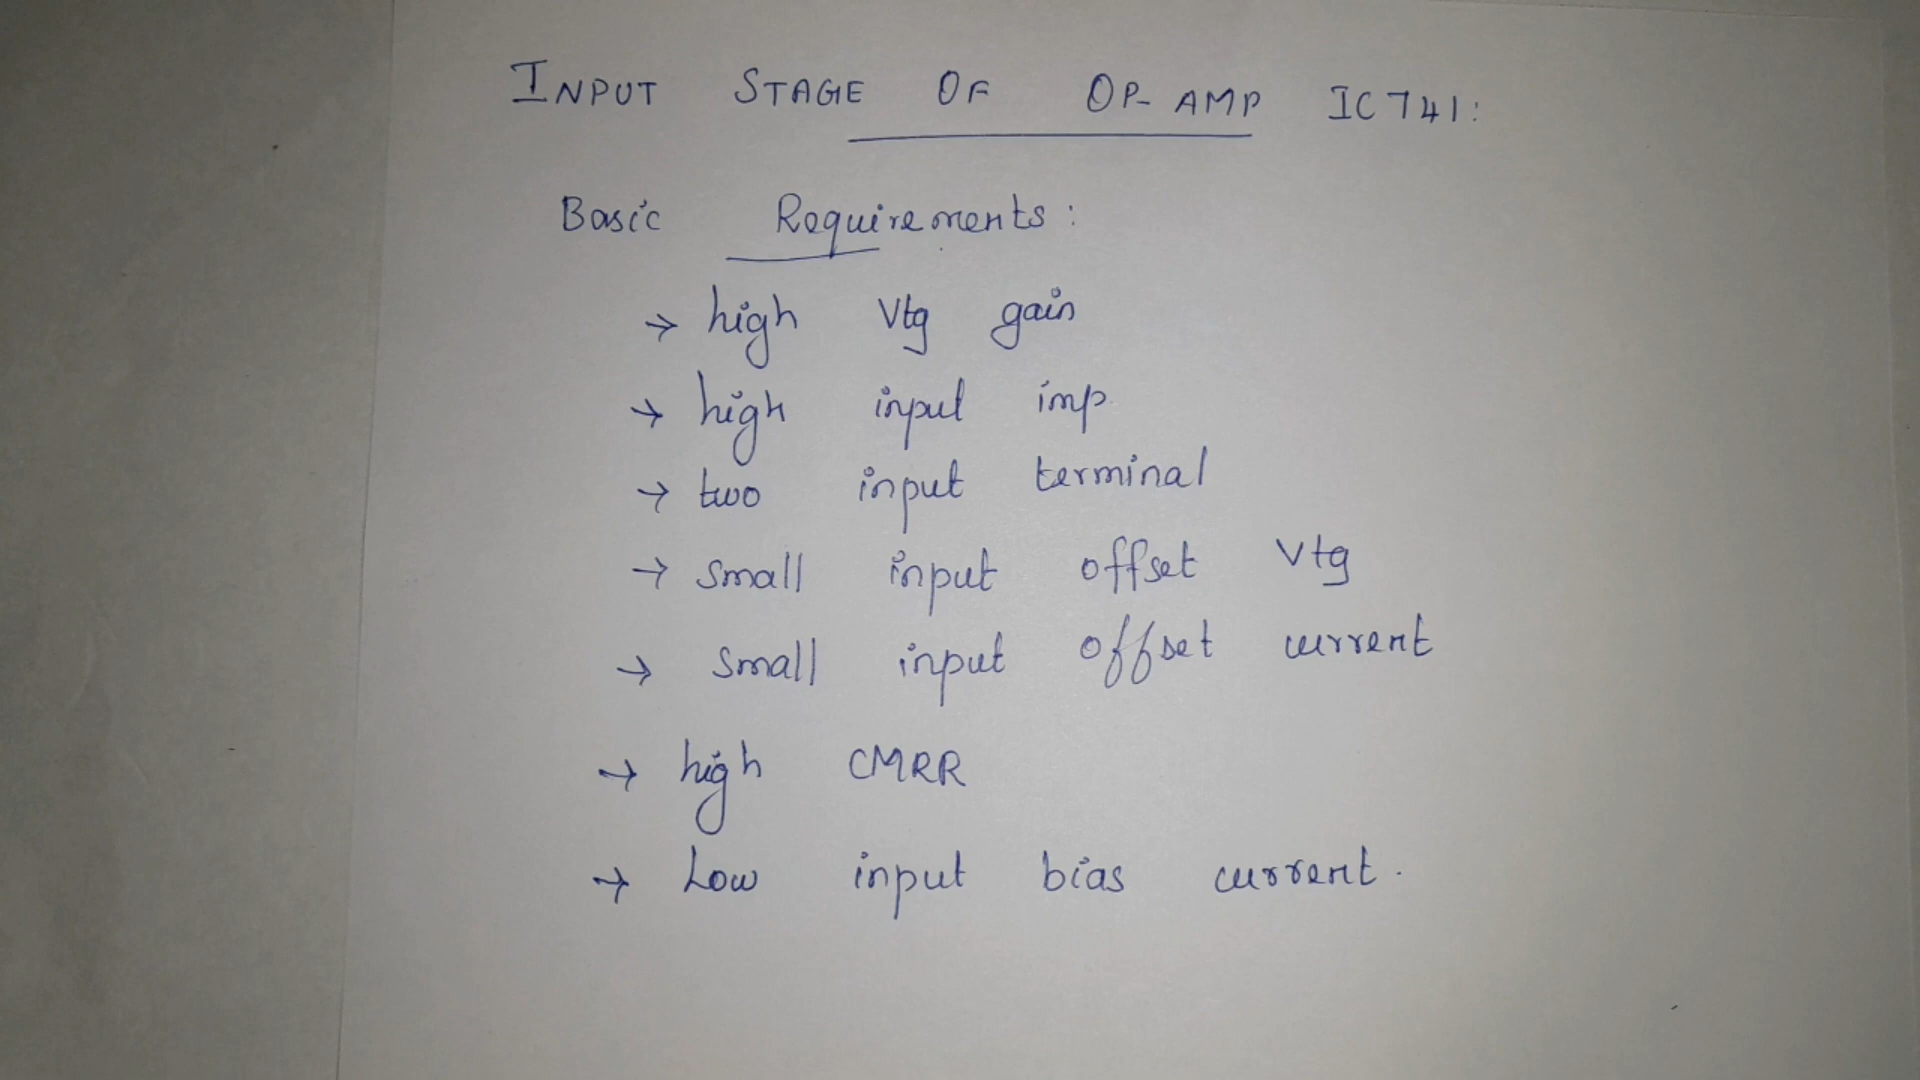 INPUT STAGE OF OP-AMP IC741:
Basic Requirements:
→ high Vtg gain
→ high input imp.
→ two input terminal
→ small input offset Vtg
→ small input offset current
→ high CMRR
→ Low input bias current.